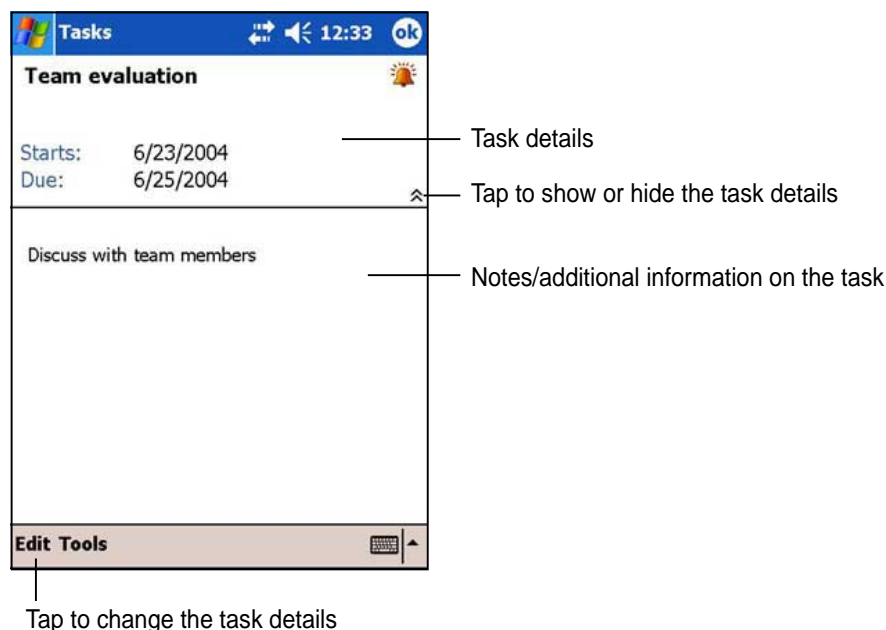 Tasks 12:33 ok
Team evaluation
Task details
Starts: 6/23/2004
Due: 6/25/2004
Tap to show or hide the task details
Discuss with team members
Notes/additional information on the task
Edit Tools
Tap to change the task details